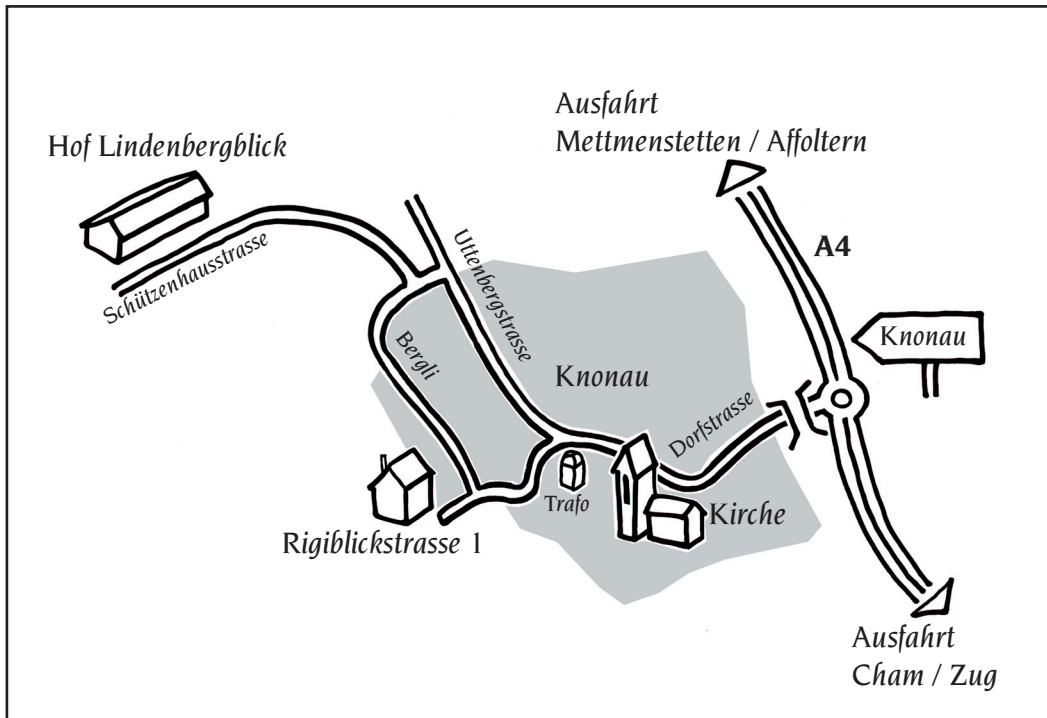 Ausfahrt
Mettmenstetten / Affoltern
Hof Lindenbergblick
A4
Schützenhausstrasse
Uttenbergstrasse
Knonau
Bergli
Knonau
Dorfstrasse
Trafo
Kirche
Rigiblickstrasse 1
Ausfahrt
Cham / Zug